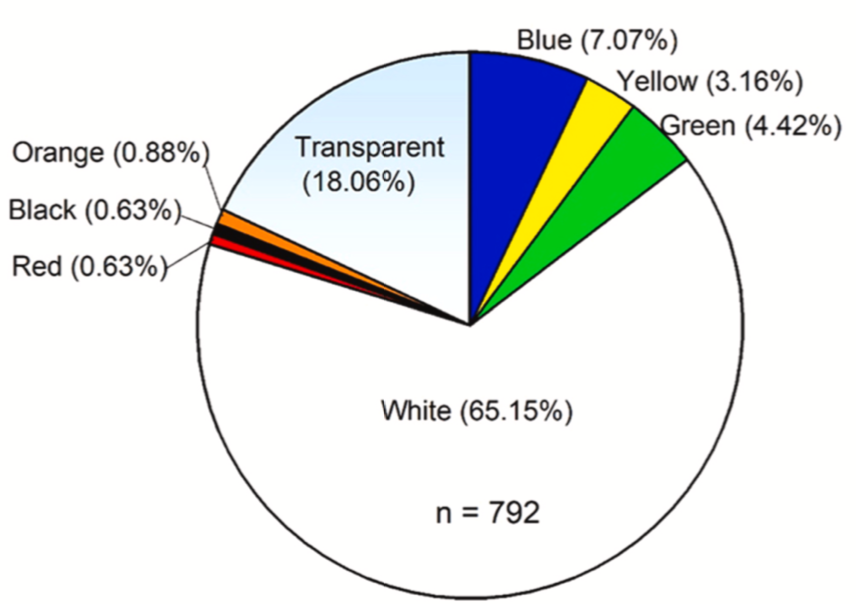 Blue (7.07%)
Yellow (3.16%)
Green (4.42%)
Transparent
(18.06%)
Orange (0.88%)
Black (0.63%)
Red (0.63%)
White (65.15%)
n = 792